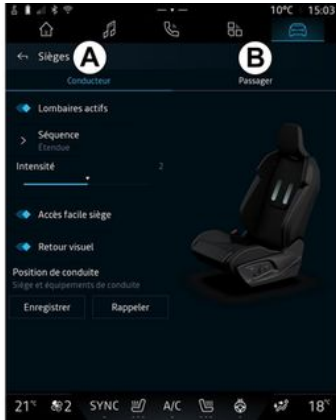 10°C 15:03
Sièges
A
B
Conducteur
Passager
Lombaires actifs
Séquence
Étendue
Intensité 2
Accès facile siège
Retour visuel
Position de conduite
Siège et équipements de conduite
Enregistrer Rappeler
21° 2 SYNC A/C 18°